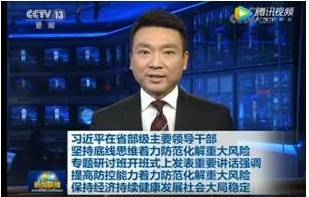 CCTV 13
新闻
腾讯视频
习近平在省部级主要领导干部
坚持底线思维着力防范化解重大风险
专题研讨班开班式上发表重要讲话强调
提高防控能力着力防范化解重大风险
保持经济持续健康发展社会大局稳定
新闻联播